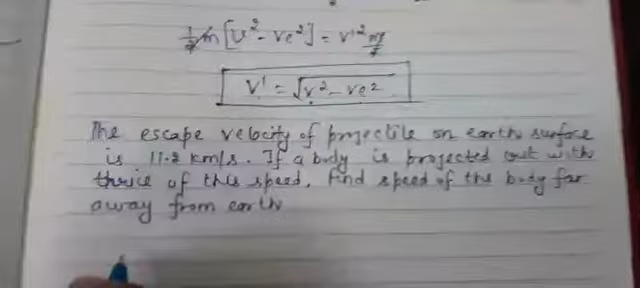 1/2 m[v² - ve²] = v'² m/2
v' = √v² - ve²
The escape velocity of projectile on earth surface
is 11.2 km/s. If a body is projected out with
thrice of this speed, find speed of the body far
away from earth